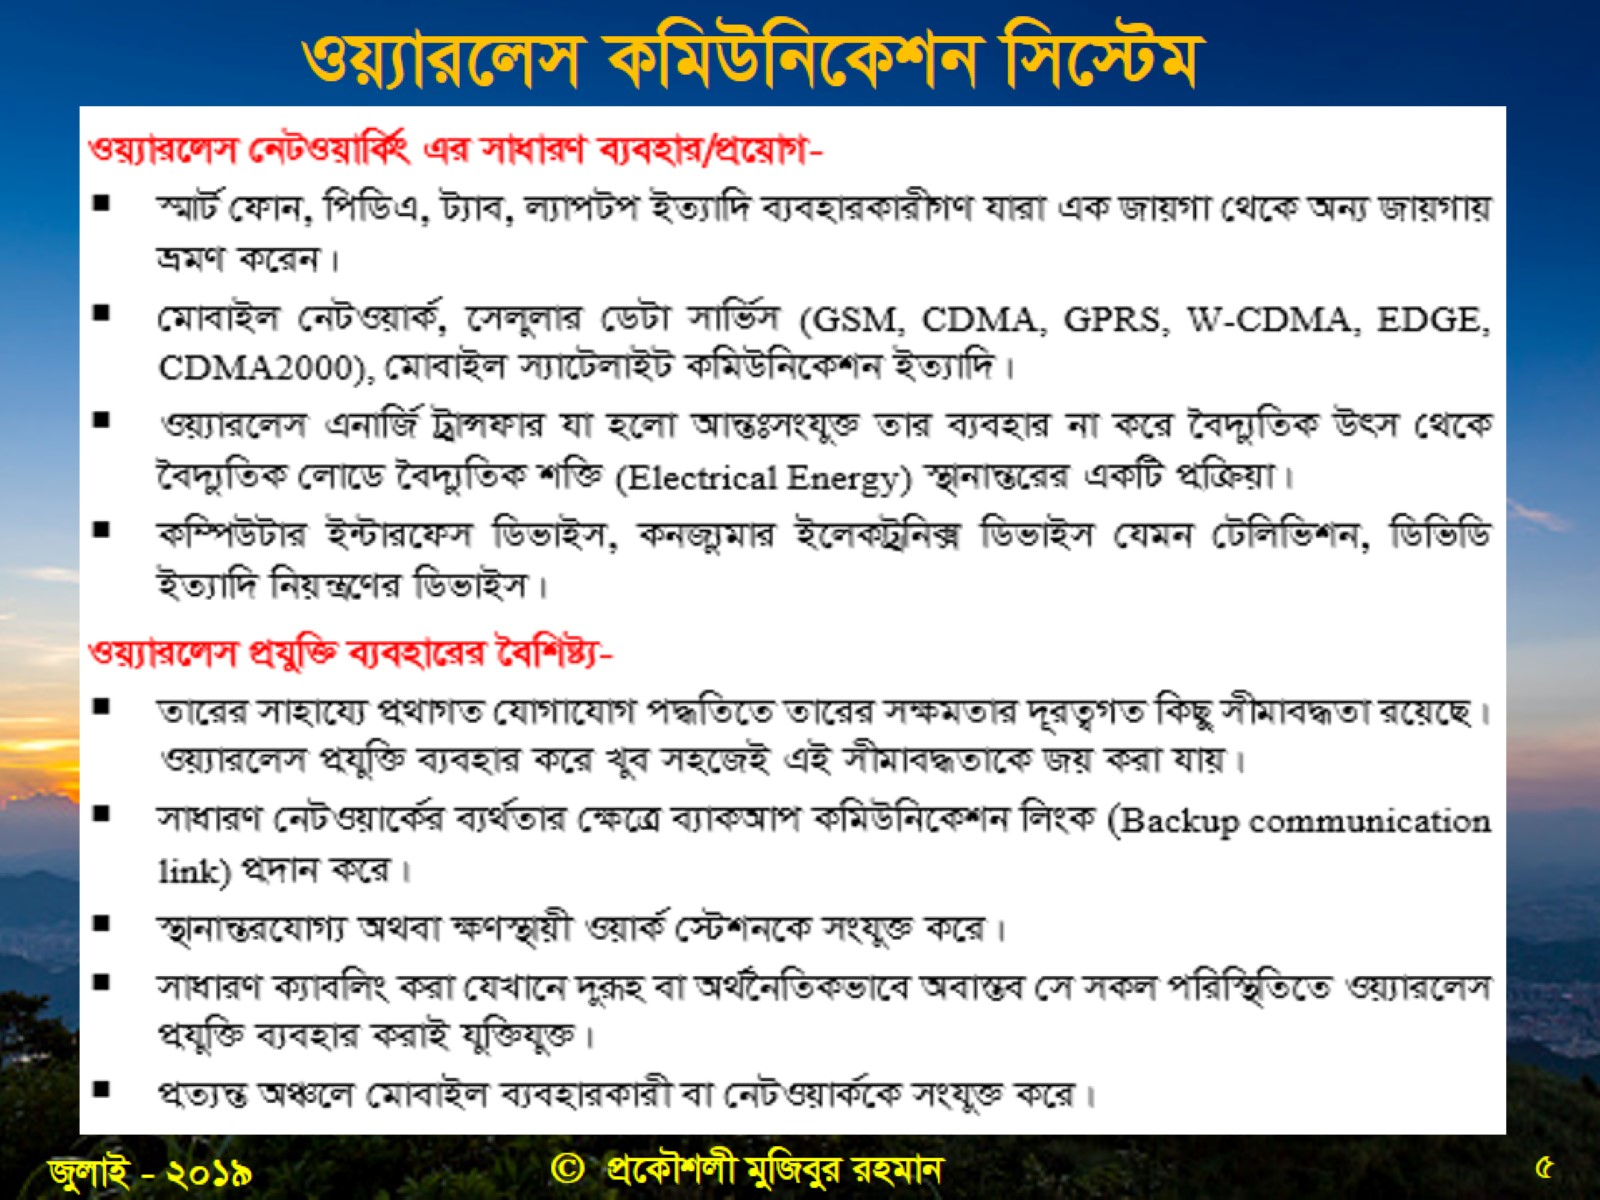 ওয়্যারলেস কমিউনিকেশন সিস্টেম
ওয়্যারলেস নেটওয়ার্কিং এর সাধারণ ব্যবহার/প্রয়োগ-
▪ স্মার্ট ফোন, পিডিএ, ট্যাব, ল্যাপটপ ইত্যাদি ব্যবহারকারীগণ যারা এক জায়গা থেকে অন্য জায়গায়
ভ্রমণ করেন।
▪ মোবাইল নেটওয়ার্ক, সেলুলার ডেটা সার্ভিস (GSM, CDMA, GPRS, W-CDMA, EDGE,
CDMA2000), মোবাইল স্যাটেলাইট কমিউনিকেশন ইত্যাদি।
▪ ওয়্যারলেস এনার্জি ট্রান্সফার যা হলো আন্তঃসংযুক্ত তার ব্যবহার না করে বৈদ্যুতিক উৎস থেকে
বৈদ্যুতিক লোডে বৈদ্যুতিক শক্তি (Electrical Energy) স্থানান্তরের একটি প্রক্রিয়া।
▪ কম্পিউটার ইন্টারফেস ডিভাইস, কনজ্যুমার ইলেকট্রনিক্স ডিভাইস যেমন টেলিভিশন, ডিভিডি
ইত্যাদি নিয়ন্ত্রণের ডিভাইস।
ওয়্যারলেস প্রযুক্তি ব্যবহারের বৈশিষ্ট্য-
▪ তারের সাহায্যে প্রথাগত যোগাযোগ পদ্ধতিতে তারের সক্ষমতার দূরত্বগত কিছু সীমাবদ্ধতা রয়েছে।
ওয়্যারলেস প্রযুক্তি ব্যবহার করে খুব সহজেই এই সীমাবদ্ধতাকে জয় করা যায়।
▪ সাধারণ নেটওয়ার্কের ব্যর্থতার ক্ষেত্রে ব্যাকআপ কমিউনিকেশন লিংক (Backup communication
link) প্রদান করে।
▪ স্থানান্তরযোগ্য অথবা ক্ষণস্থায়ী ওয়ার্ক স্টেশনকে সংযুক্ত করে।
▪ সাধারণ ক্যাবলিং করা যেখানে দুরূহ বা অর্থনৈতিকভাবে অবাস্তব সে সকল পরিস্থিতিতে ওয়্যারলেস
প্রযুক্তি ব্যবহার করাই যুক্তিযুক্ত।
▪ প্রত্যন্ত অঞ্চলে মোবাইল ব্যবহারকারী বা নেটওয়ার্ককে সংযুক্ত করে।
জুলাই - ২০১৯ © প্রকৌশলী মুজিবুর রহমান ৫